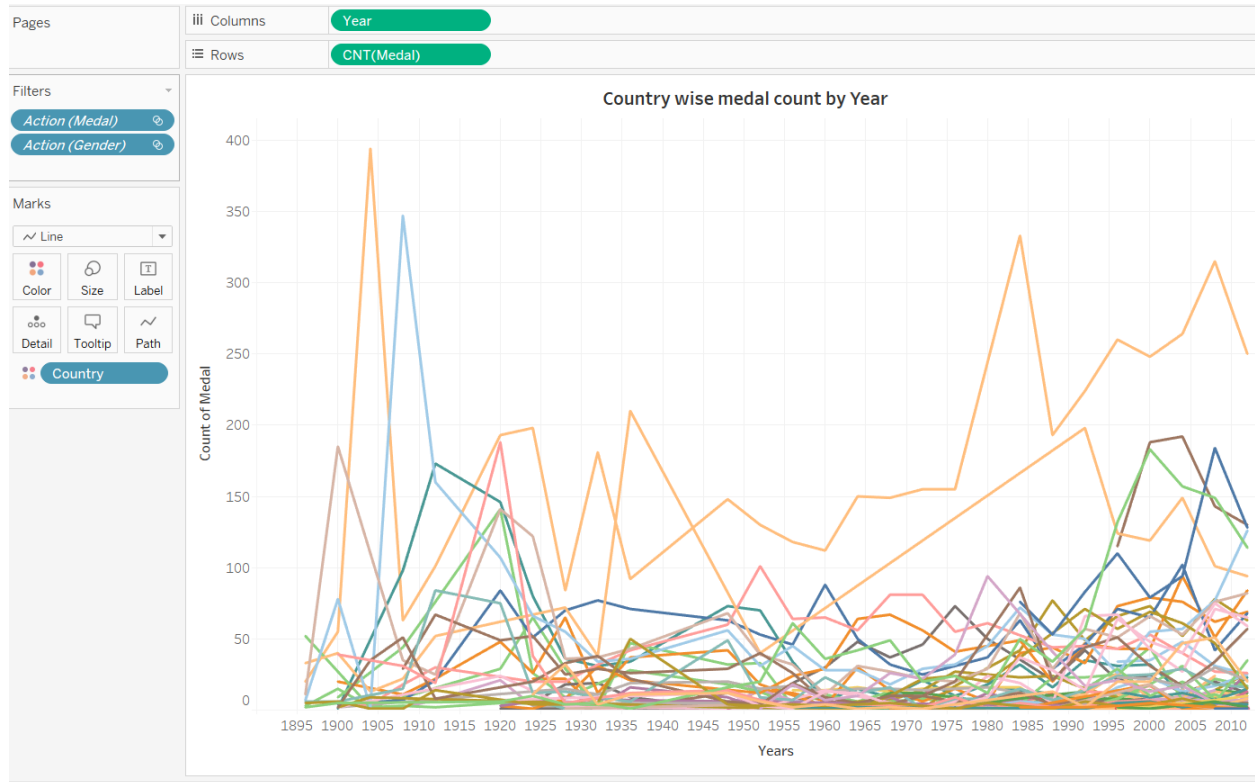 Pages
Columns
Year
Rows
CNT(Medal)
Filters
Action (Medal)
Action (Gender)
Marks
Line
Color Size Label
Detail Tooltip Path
Country
Country wise medal count by Year
400
350
300
250
200
150
100
50
0
Count of Medal
1895 1900 1905 1910 1915 1920 1925 1930 1935 1940 1945 1950 1955 1960 1965 1970 1975 1980 1985 1990 1995 2000 2005 2010
Years